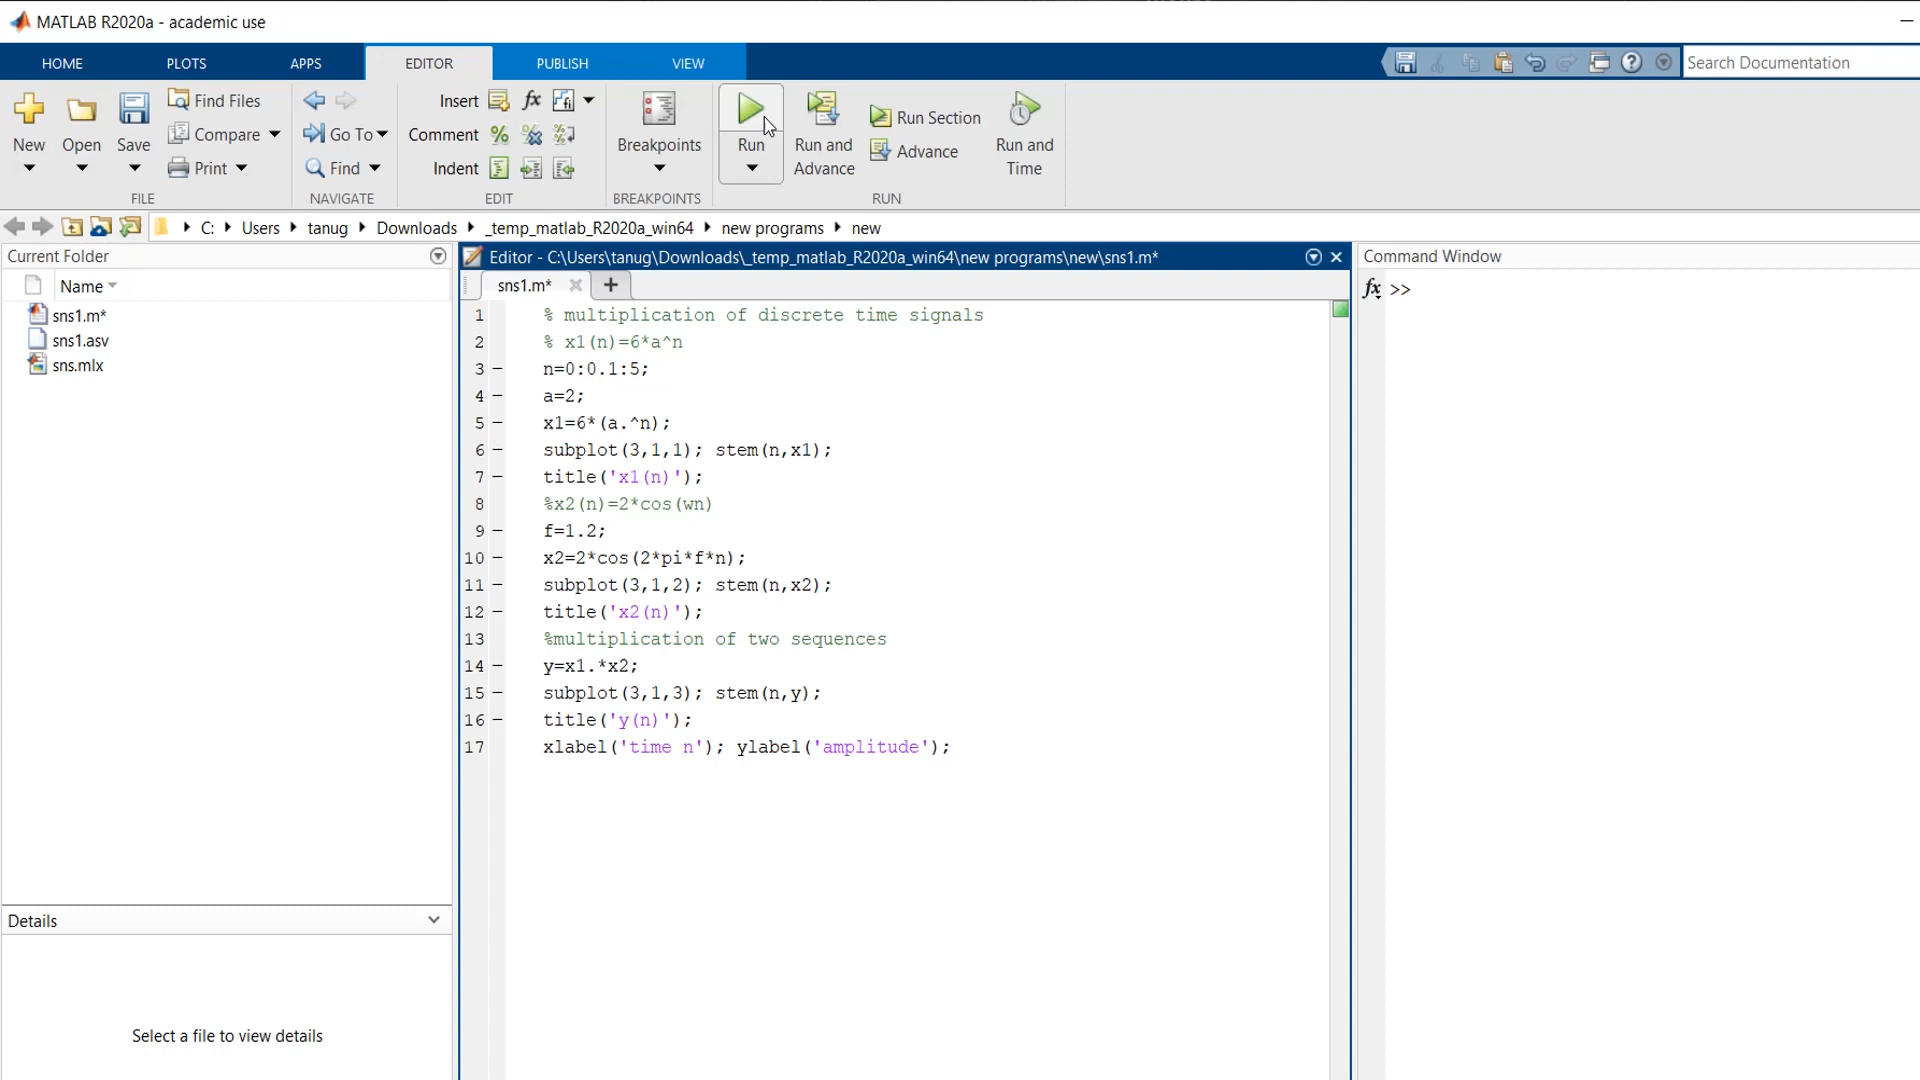 MATLAB R2020a - academic use
HOME PLOTS APPS EDITOR PUBLISH VIEW Search Documentation
New Open Save Find Files Compare Print FILE
Go To Find NAVIGATE
Insert fx Comment Indent EDIT
Breakpoints BREAKPOINTS
Run Run and Advance Run Section Advance Run and Time RUN
C: Users tanug Downloads _temp_matlab_R2020a_win64 new programs new
Current Folder
Name
sns1.m*
sns1.asv
sns.mlx
Details
Select a file to view details
Editor - C:\Users\tanug\Downloads\_temp_matlab_R2020a_win64\new programs\new\sns1.m*
sns1.m*
1 % multiplication of discrete time signals
2 % x1(n)=6*a^n
3 – n=0:0.1:5;
4 – a=2;
5 – x1=6*(a.^n);
6 – subplot(3,1,1); stem(n,x1);
7 – title('x1(n)');
8 %x2(n)=2*cos(wn)
9 – f=1.2;
10 – x2=2*cos(2*pi*f*n);
11 – subplot(3,1,2); stem(n,x2);
12 – title('x2(n)');
13 %multiplication of two sequences
14 – y=x1.*x2;
15 – subplot(3,1,3); stem(n,y);
16 – title('y(n)');
17 xlabel('time n'); ylabel('amplitude');
Command Window
fx >>